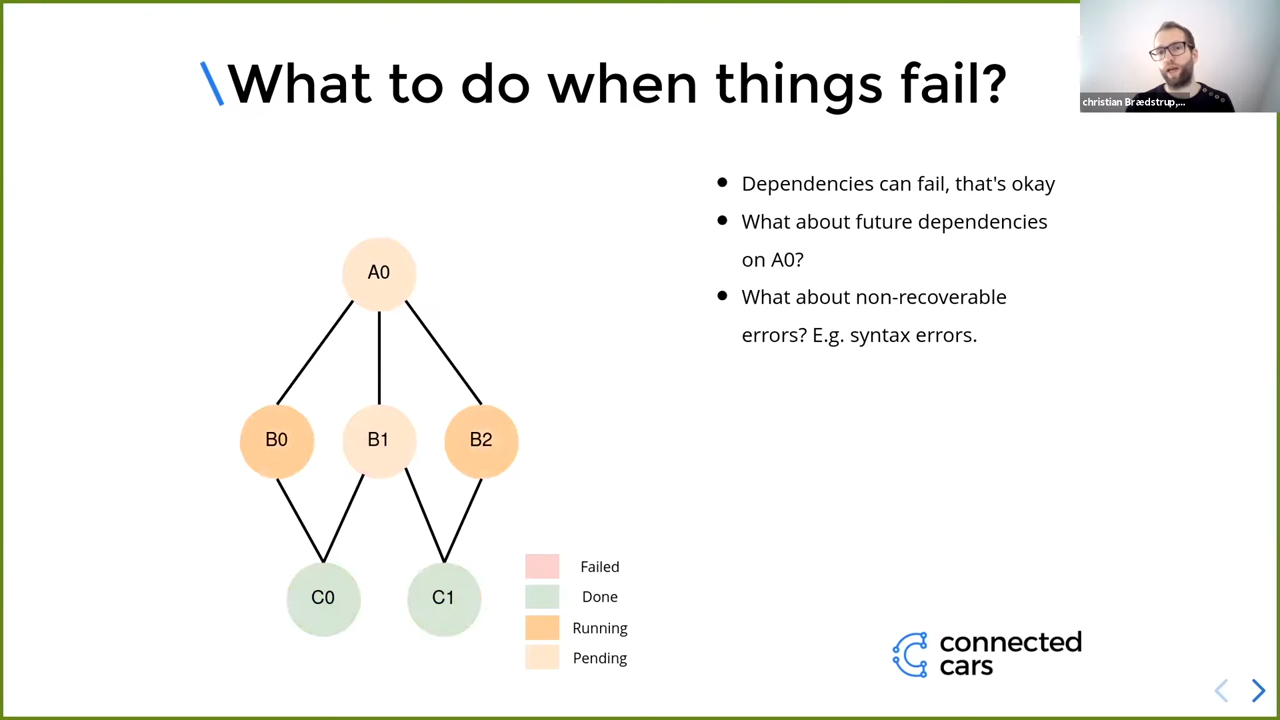 \What to do when things fail?
christian Brædstrup,...
Dependencies can fail, that's okay
What about future dependencies
on A0?
What about non-recoverable
errors? E.g. syntax errors.
A0
B0 B1 B2
C0 C1
Failed
Done
Running
Pending
connected
cars